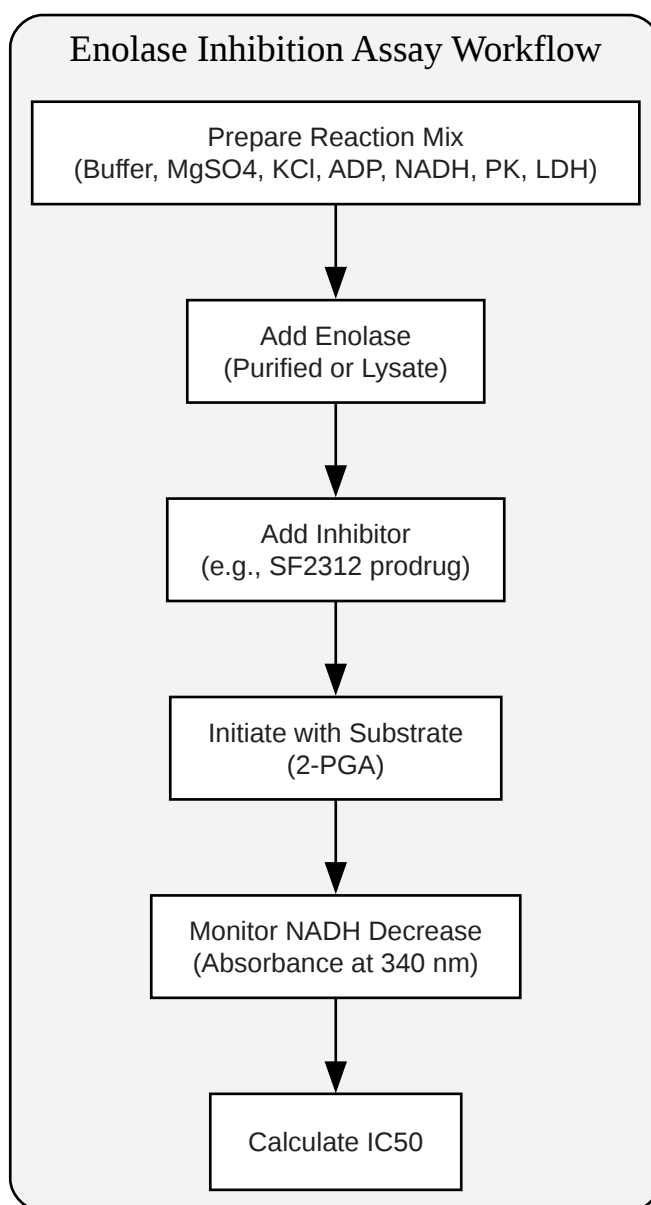 Enolase Inhibition Assay Workflow
Prepare Reaction Mix
(Buffer, MgSO4, KCl, ADP, NADH, PK, LDH)
Add Enolase
(Purified or Lysate)
Add Inhibitor
(e.g., SF2312 prodrug)
Initiate with Substrate
(2-PGA)
Monitor NADH Decrease
(Absorbance at 340 nm)
Calculate IC50